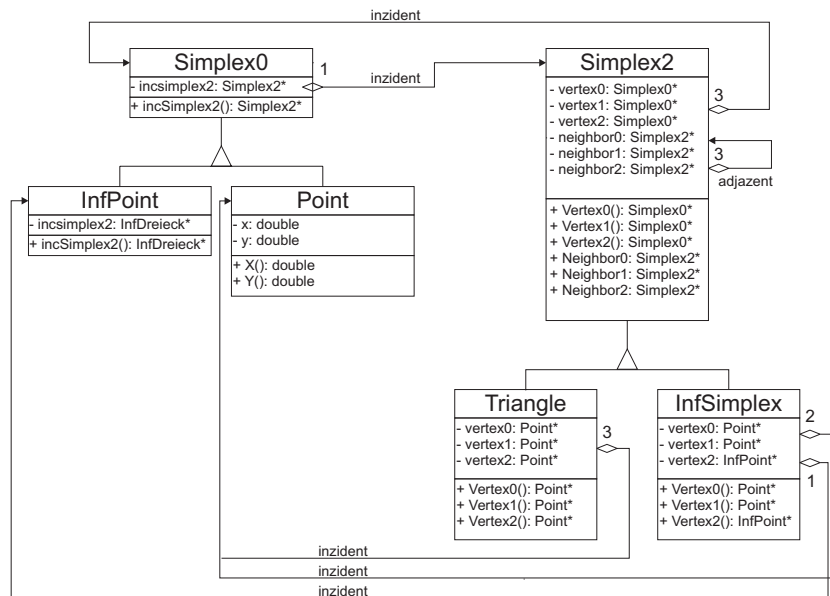 inzident
Simplex0
- incsimplex2: Simplex2*
+ incSimplex2(): Simplex2*
1
inzident
Simplex2
- vertex0: Simplex0*
- vertex1: Simplex0*
- vertex2: Simplex0*
- neighbor0: Simplex2*
- neighbor1: Simplex2*
- neighbor2: Simplex2*
+ Vertex0(): Simplex0*
+ Vertex1(): Simplex0*
+ Vertex2(): Simplex0*
+ Neighbor0: Simplex2*
+ Neighbor1: Simplex2*
+ Neighbor2: Simplex2*
3
3
adjazent
InfPoint
- incsimplex2: InfDreieck*
+ incSimplex2(): InfDreieck*
Point
- x: double
- y: double
+ X(): double
+ Y(): double
Triangle
- vertex0: Point*
- vertex1: Point*
- vertex2: Point*
+ Vertex0(): Point*
+ Vertex1(): Point*
+ Vertex2(): Point*
3
InfSimplex
- vertex0: Point*
- vertex1: Point*
- vertex2: InfPoint*
+ Vertex0(): Point*
+ Vertex1(): Point*
+ Vertex2(): InfPoint*
2
1
inzident
inzident
inzident